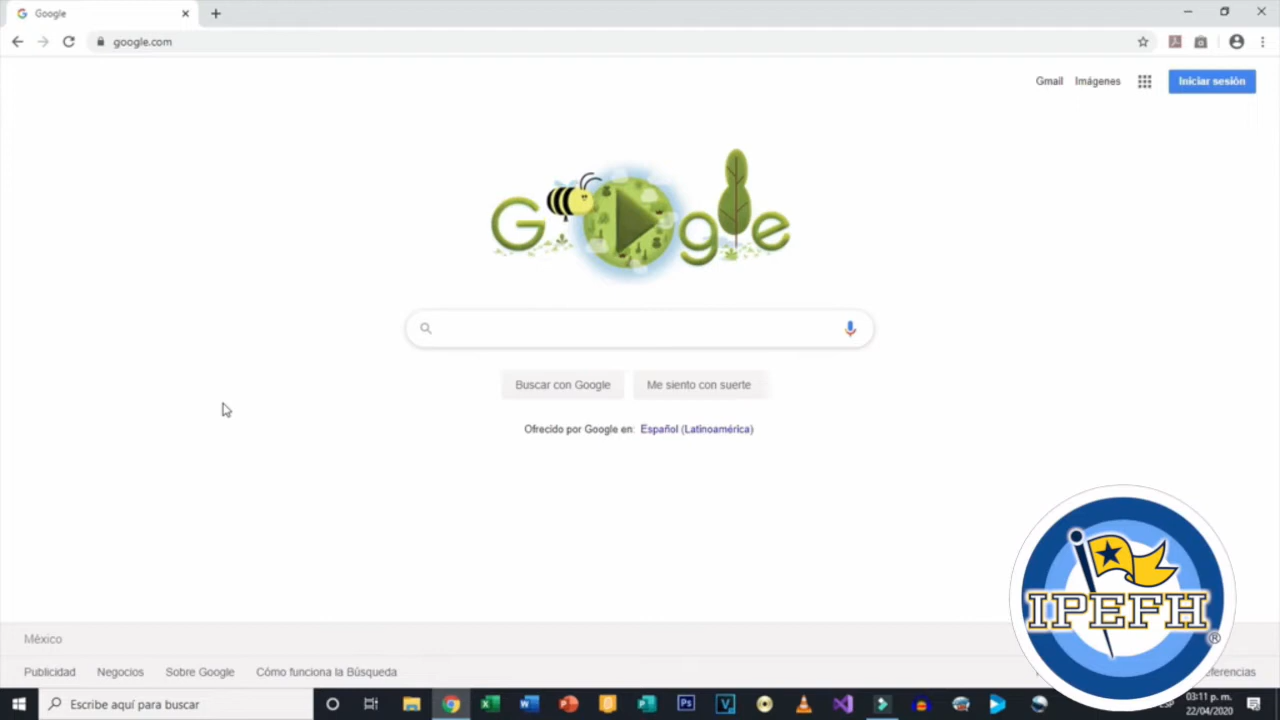 Google
google.com
Gmail Imágenes Iniciar sesión
Google
Buscar con Google Me siento con suerte
Ofrecido por Google en: Español (Latinoamérica)
IPEFH
®
México
Publicidad Negocios Sobre Google Cómo funciona la Búsqueda
Escribe aquí para buscar
03:11 p. m.
22/04/2020